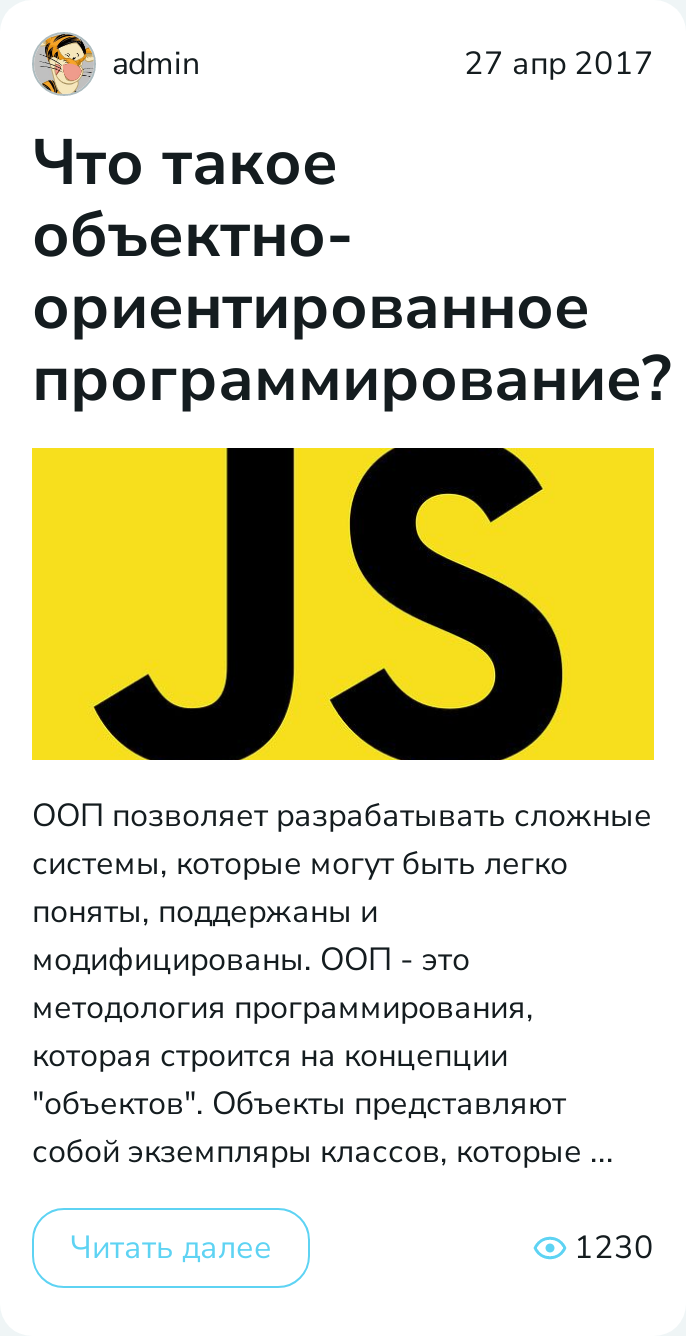 admin
27 апр 2017
Что такое
объектно-
ориентированное
программирование?
JS
ООП позволяет разрабатывать сложные
системы, которые могут быть легко
поняты, поддержаны и
модифицированы. ООП - это
методология программирования,
которая строится на концепции
"объектов". Объекты представляют
собой экземпляры классов, которые ...
Читать далее
1230